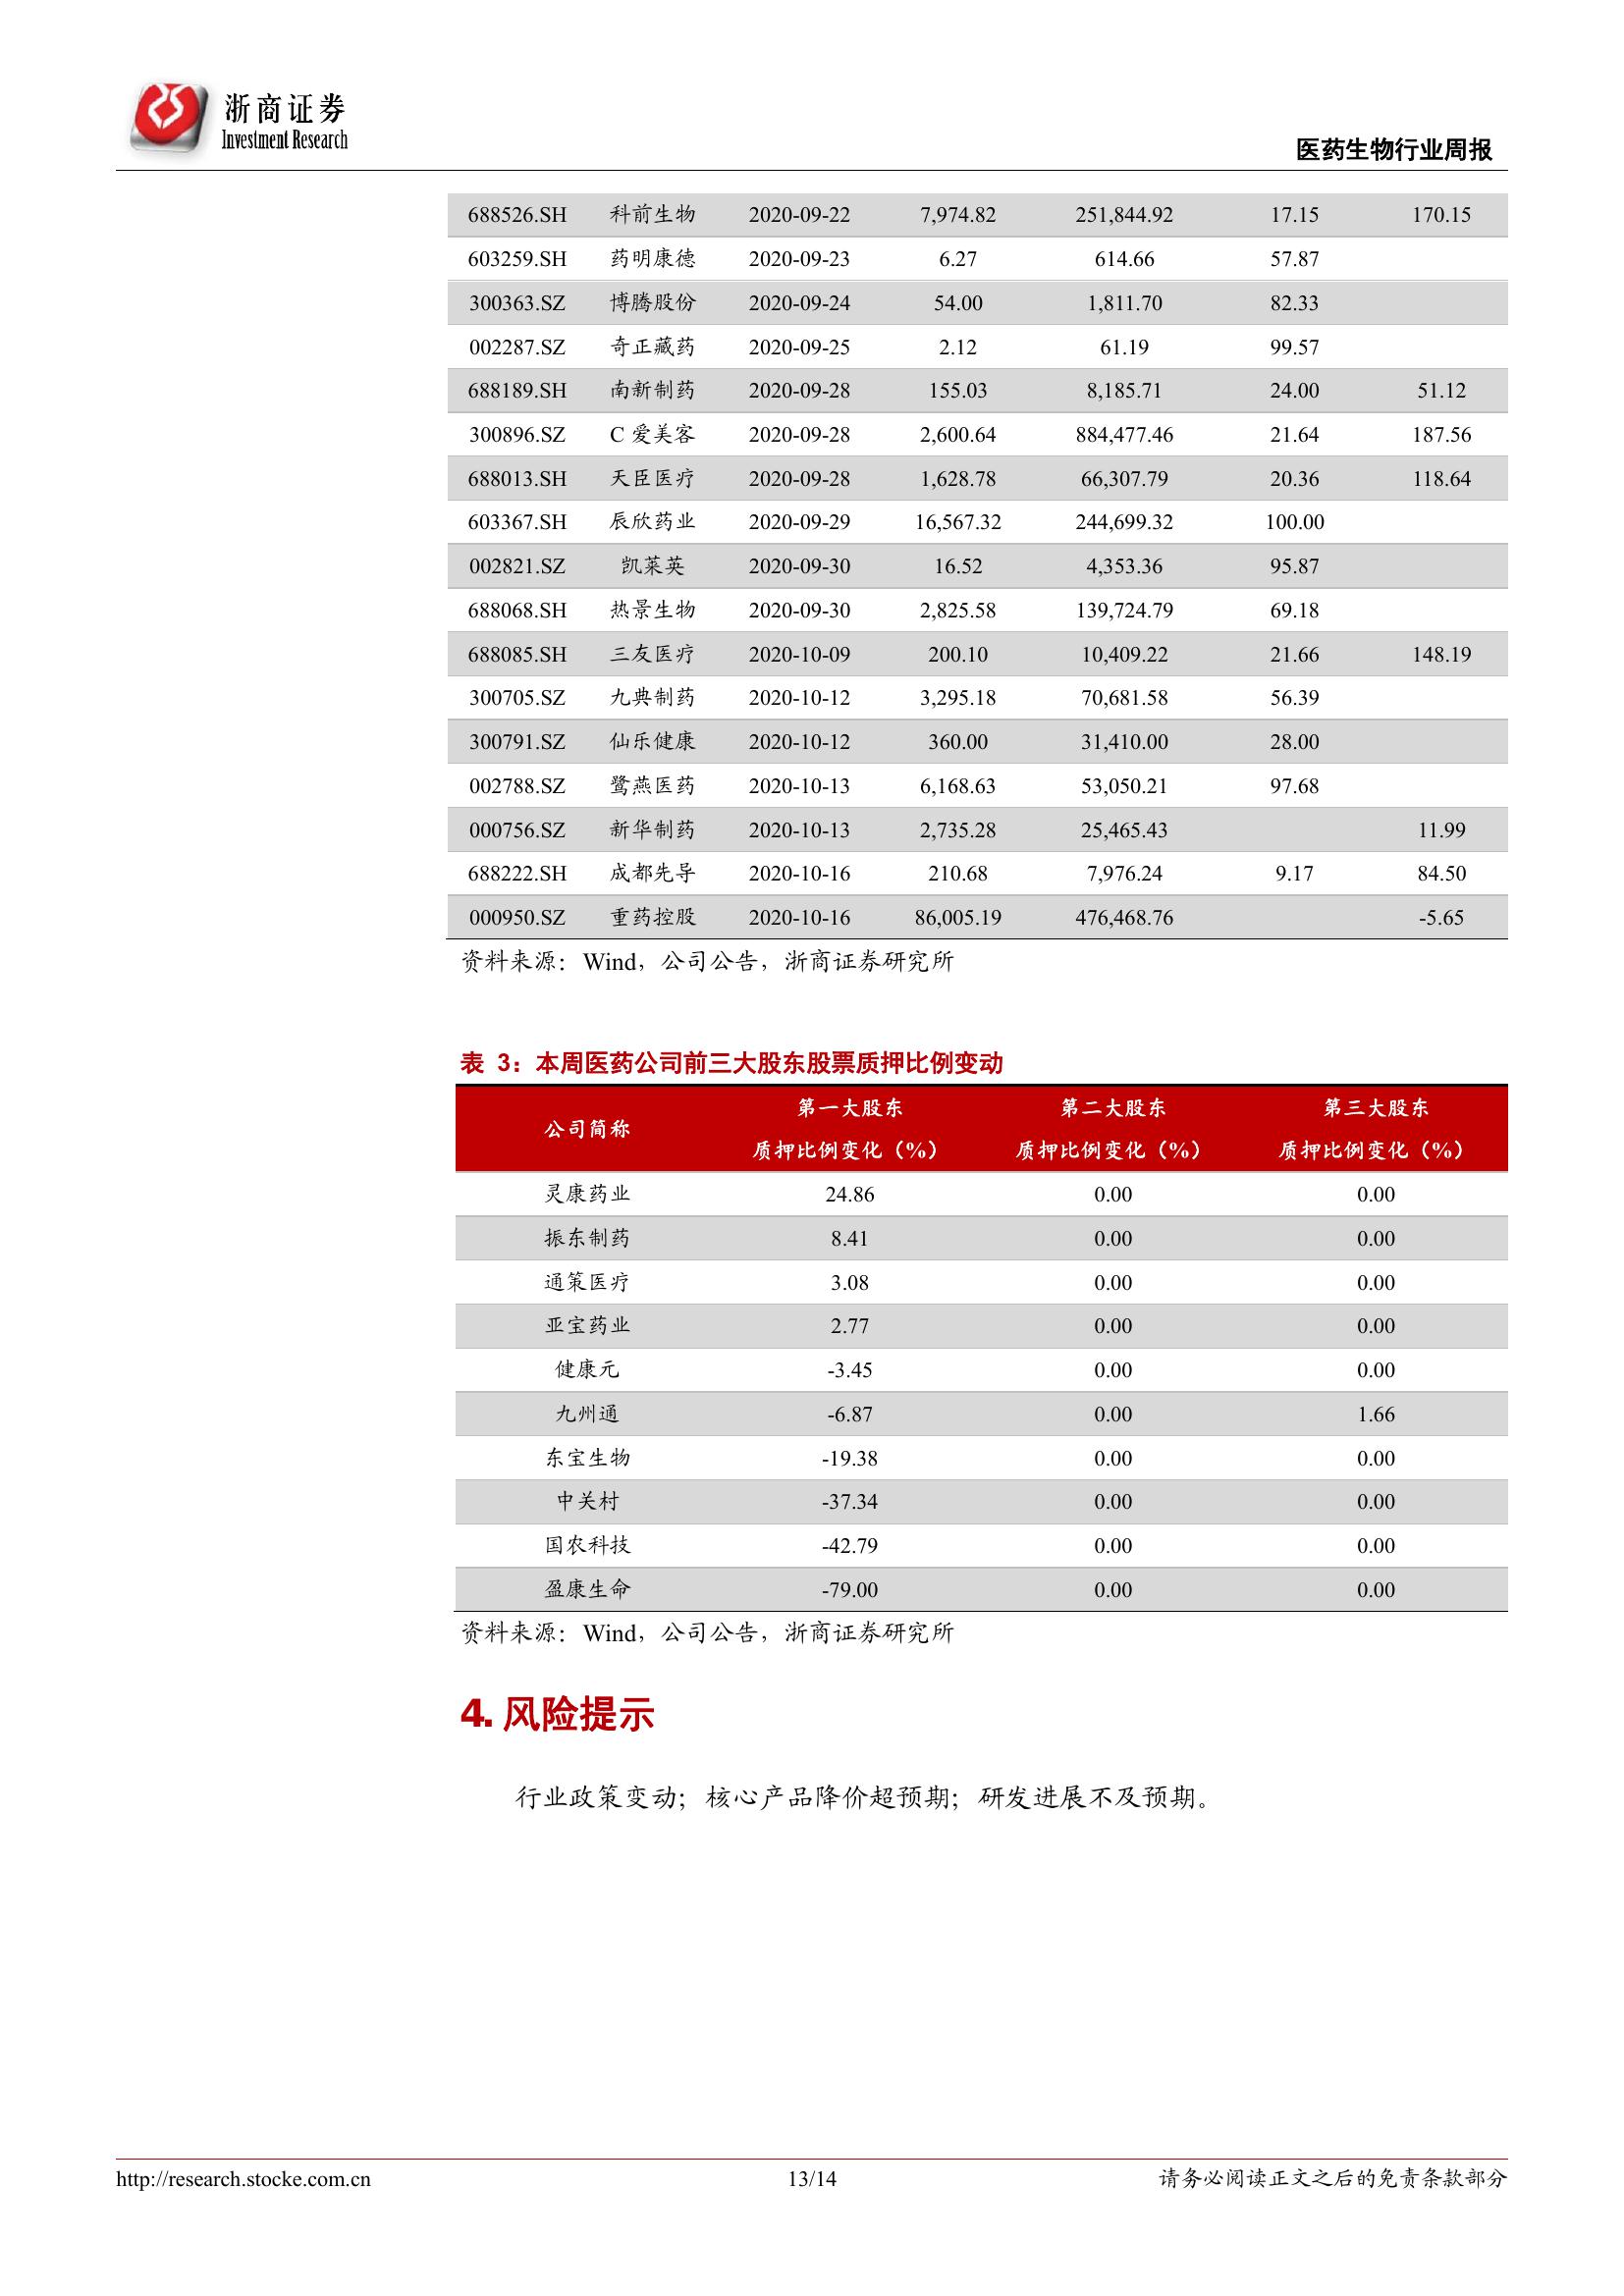 浙商证券
Investment Research
医药生物行业周报
688526.SH 科前生物 2020-09-22 7,974.82 251,844.92 17.15 170.15
603259.SH 药明康德 2020-09-23 6.27 614.66 57.87
300363.SZ 博腾股份 2020-09-24 54.00 1,811.70 82.33
002287.SZ 奇正藏药 2020-09-25 2.12 61.19 99.57
688189.SH 南新制药 2020-09-28 155.03 8,185.71 24.00 51.12
300896.SZ C 爱美客 2020-09-28 2,600.64 884,477.46 21.64 187.56
688013.SH 天臣医疗 2020-09-28 1,628.78 66,307.79 20.36 118.64
603367.SH 辰欣药业 2020-09-29 16,567.32 244,699.32 100.00
002821.SZ 凯莱英 2020-09-30 16.52 4,353.36 95.87
688068.SH 热景生物 2020-09-30 2,825.58 139,724.79 69.18
688085.SH 三友医疗 2020-10-09 200.10 10,409.22 21.66 148.19
300705.SZ 九典制药 2020-10-12 3,295.18 70,681.58 56.39
300791.SZ 仙乐健康 2020-10-12 360.00 31,410.00 28.00
002788.SZ 鹭燕医药 2020-10-13 6,168.63 53,050.21 97.68
000756.SZ 新华制药 2020-10-13 2,735.28 25,465.43 11.99
688222.SH 成都先导 2020-10-16 210.68 7,976.24 9.17 84.50
000950.SZ 重药控股 2020-10-16 86,005.19 476,468.76 -5.65
资料来源：Wind，公司公告，浙商证券研究所
表 3：本周医药公司前三大股东股票质押比例变动
公司简称 第一大股东 第二大股东 第三大股东
质押比例变化（%） 质押比例变化（%） 质押比例变化（%）
灵康药业 24.86 0.00 0.00
振东制药 8.41 0.00 0.00
通策医疗 3.08 0.00 0.00
亚宝药业 2.77 0.00 0.00
健康元 -3.45 0.00 0.00
九州通 -6.87 0.00 1.66
东宝生物 -19.38 0.00 0.00
中关村 -37.34 0.00 0.00
国农科技 -42.79 0.00 0.00
盈康生命 -79.00 0.00 0.00
资料来源：Wind，公司公告，浙商证券研究所
4. 风险提示
行业政策变动；核心产品降价超预期；研发进展不及预期。
http://research.stocke.com.cn 13/14 请务必阅读正文之后的免责条款部分